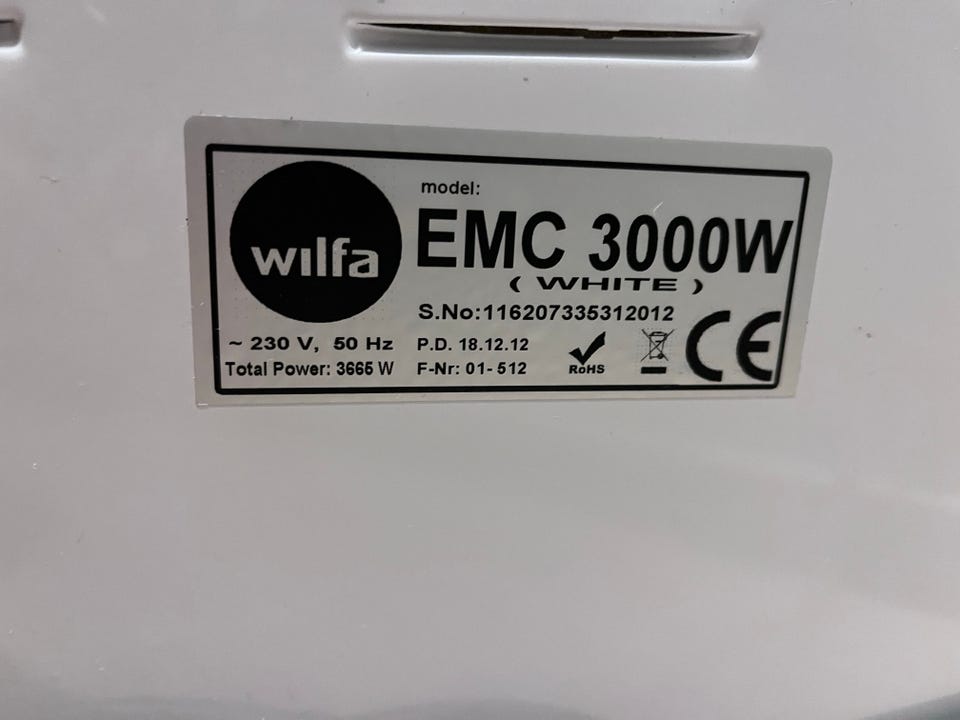 wilfa
model:
EMC 3000W
( WHITE )
S.No:116207335312012
~ 230 V, 50 Hz
P.D. 18.12.12
Total Power: 3665 W
F-Nr: 01- 512
RoHS
CE